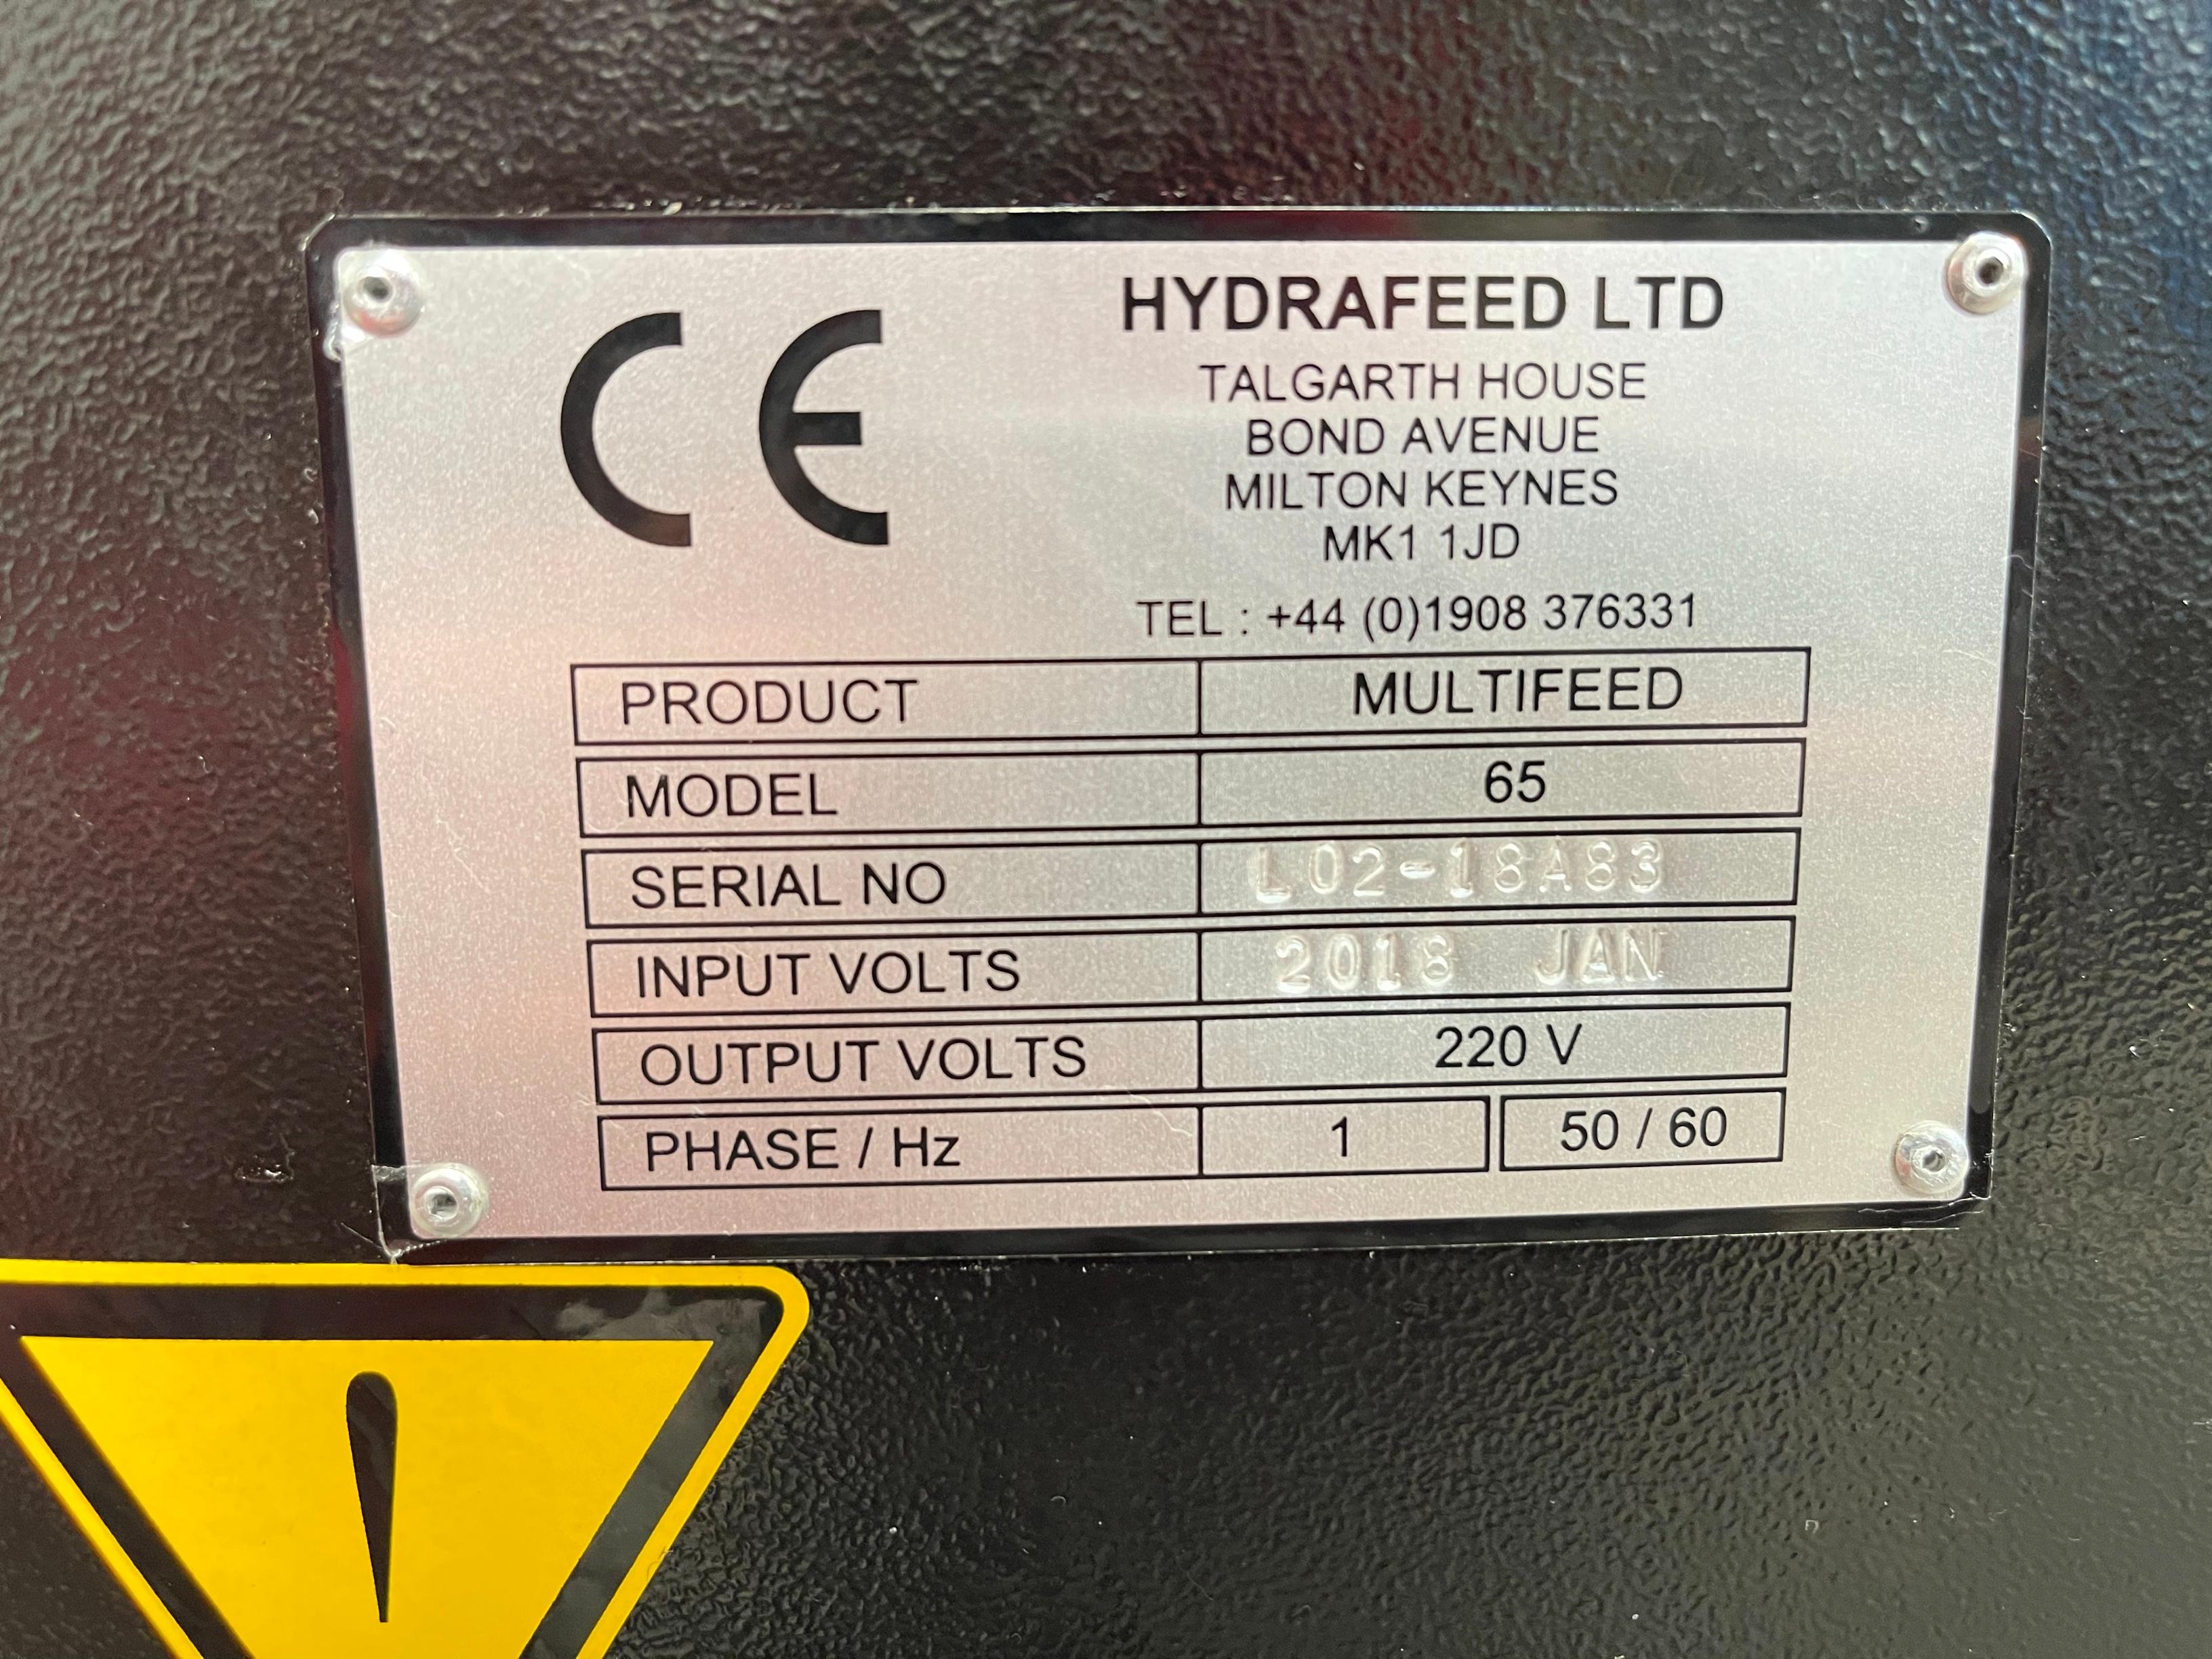 CE
HYDRAFEED LTD
TALGARTH HOUSE
BOND AVENUE
MILTON KEYNES
MK1 1JD
TEL : +44 (0)1908 376331
PRODUCT MULTIFEED
MODEL 65
SERIAL NO L02-18A83
INPUT VOLTS 2018 JAN
OUTPUT VOLTS 220 V
PHASE / Hz 1 50 / 60